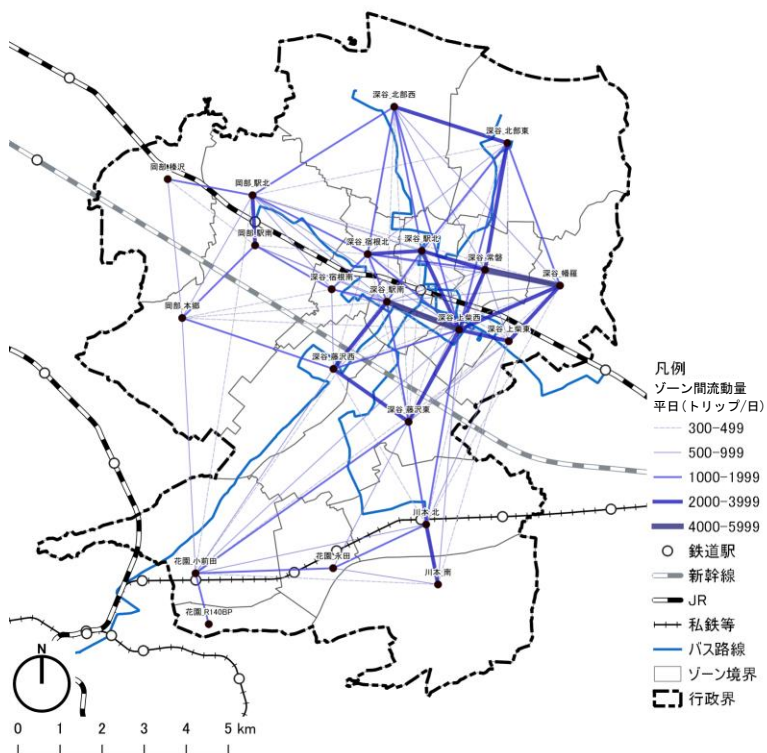 深谷_北部西
深谷_北部東
岡部_榛沢
岡部_駅北
岡部_駅南
深谷_宿根北
深谷_駅北
深谷_常磐
深谷_幡羅
深谷_宿根南
深谷_駅南
岡部_本郷
深谷_上柴西
深谷_上柴東
深谷_藤沢西
深谷_藤沢東
川本_北
花園_小前田
花園_永田
川本_南
花園_R140BP
凡例
ゾーン間流動量
平日(トリップ/日)
300-499
500-999
1000-1999
2000-3999
4000-5999
鉄道駅
新幹線
JR
私鉄等
バス路線
ゾーン境界
行政界
N
0 1 2 3 4 5 km